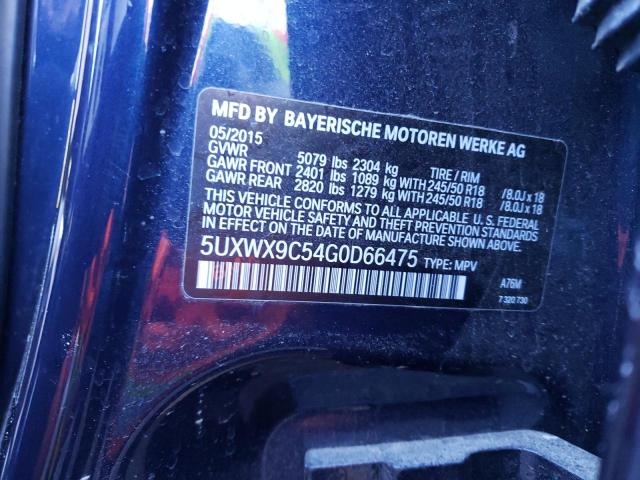 MFD BY BAYERISCHE MOTOREN WERKE AG
05/2015
GVWR 5079 lbs 2304 kg TIRE / RIM
GAWR FRONT 2401 lbs 1089 kg WITH 245/50 R18 /8.0J x 18
GAWR REAR 2820 lbs 1279 kg WITH 245/50 R18 /8.0J x 18
THIS VEHICLE CONFORMS TO ALL APPLICABLE U.S. FEDERAL
MOTOR VEHICLE SAFETY AND THEFT PREVENTION STANDARDS
IN EFFECT ON THE DATE OF MANUFACTURE SHOWN ABOVE.
5UXWX9C54G0D66475 TYPE: MPV
A76M
7 320 730